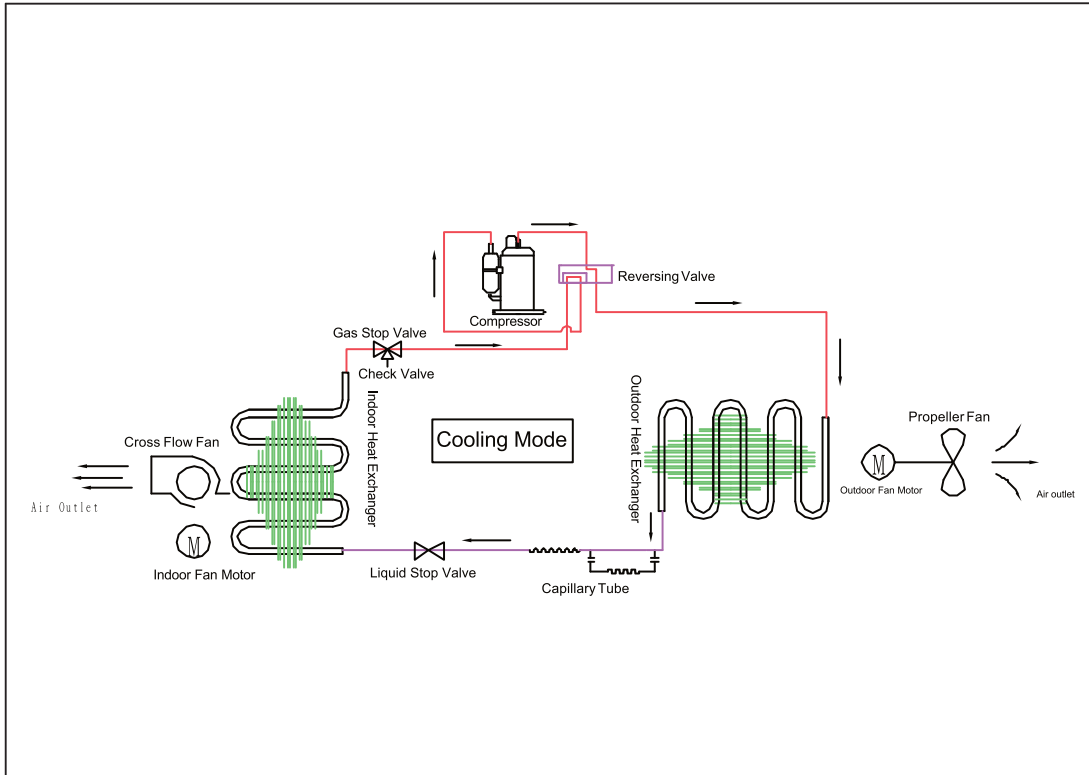 Reversing Valve
Compressor
Gas Stop Valve
Check Valve
Indoor Heat Exchanger
Cooling Mode
Outdoor Heat Exchanger
Propeller Fan
Cross Flow Fan
Air Outlet
M
Indoor Fan Motor
M
Outdoor Fan Motor
Air outlet
Liquid Stop Valve
Capillary Tube